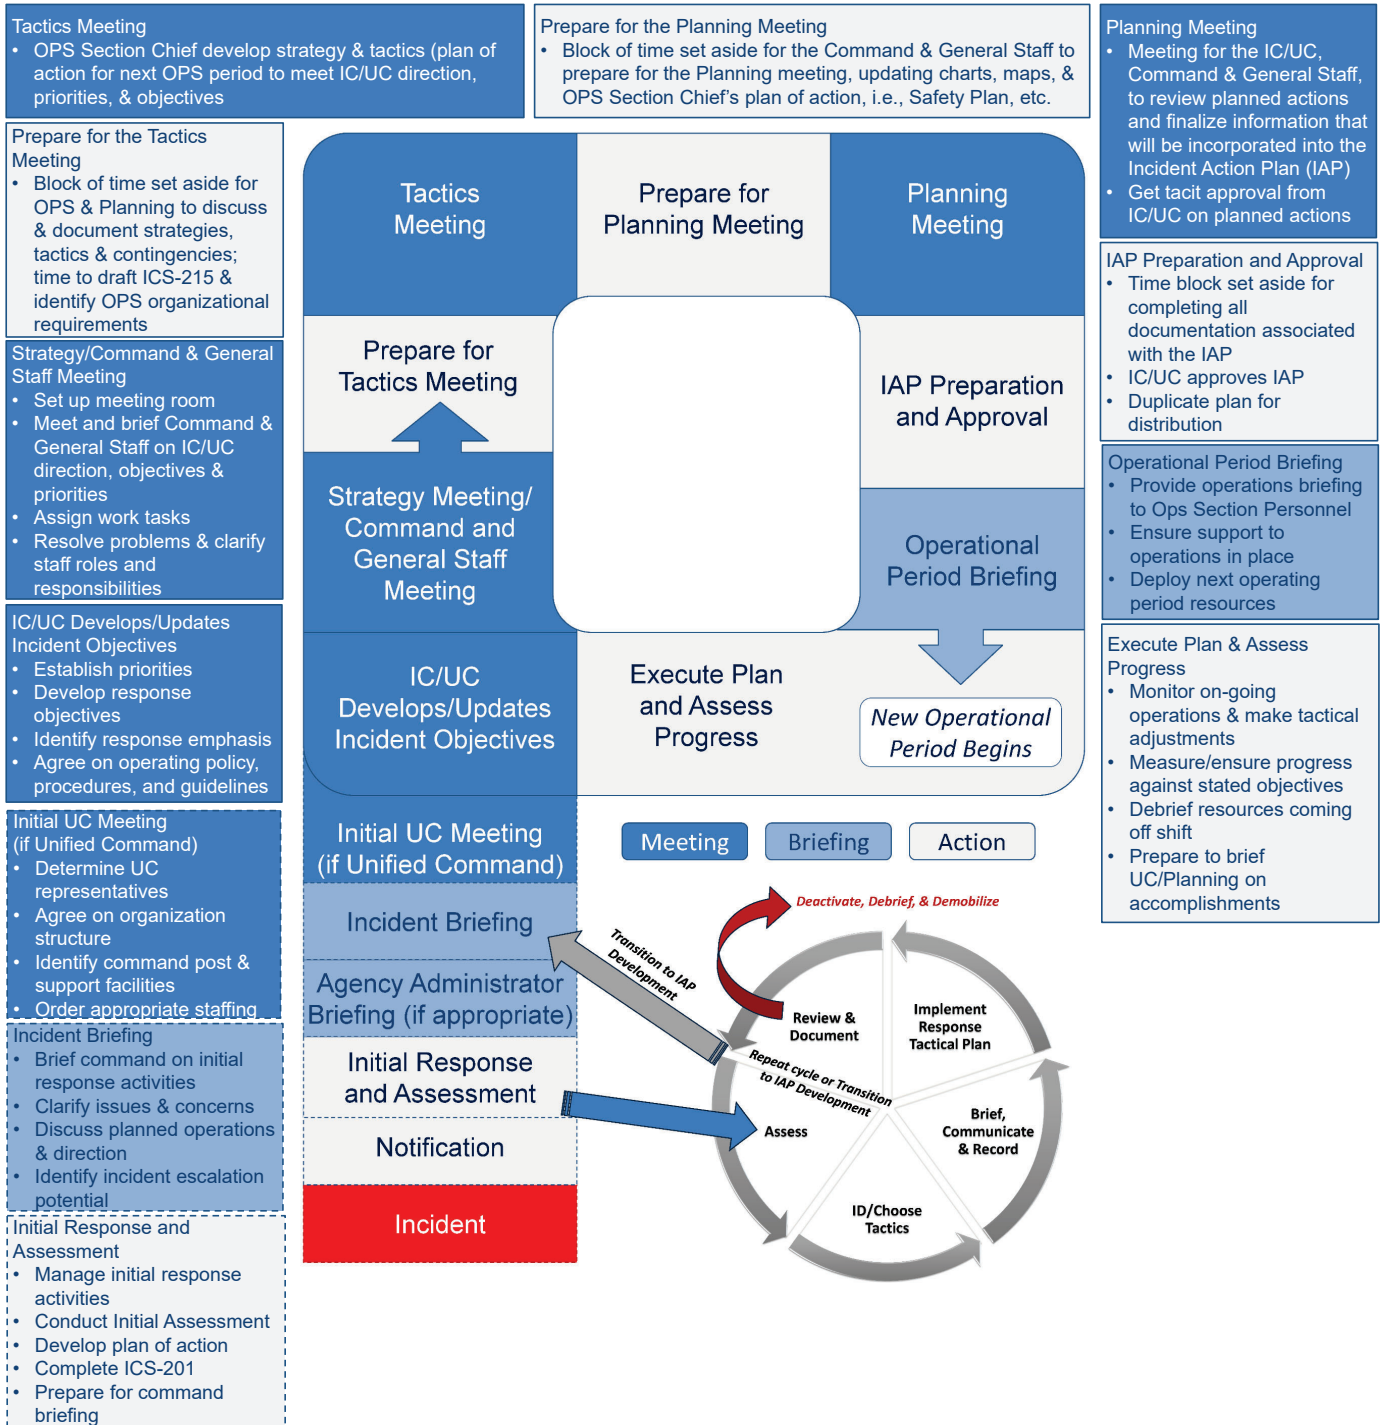 Tactics Meeting
• OPS Section Chief develop strategy & tactics (plan of
action for next OPS period to meet IC/UC direction,
priorities, & objectives
Prepare for the Planning Meeting
• Block of time set aside for the Command & General Staff to
prepare for the Planning meeting, updating charts, maps, &
OPS Section Chief's plan of action, i.e., Safety Plan, etc.
Planning Meeting
• Meeting for the IC/UC,
Command & General Staff,
to review planned actions
and finalize information that
will be incorporated into the
Incident Action Plan (IAP)
• Get tacit approval from
IC/UC on planned actions
Prepare for the Tactics
Meeting
• Block of time set aside for
OPS & Planning to discuss
& document strategies,
tactics & contingencies;
time to draft ICS-215 &
identify OPS organizational
requirements
Strategy/Command & General
Staff Meeting
• Set up meeting room
• Meet and brief Command &
General Staff on IC/UC
direction, objectives &
priorities
• Assign work tasks
• Resolve problems & clarify
staff roles and
responsibilities
IC/UC Develops/Updates
Incident Objectives
• Establish priorities
• Develop response
objectives
• Identify response emphasis
• Agree on operating policy,
procedures, and guidelines
Initial UC Meeting
(if Unified Command)
• Determine UC
representatives
• Agree on organization
structure
• Identify command post &
support facilities
• Order appropriate staffing
Incident Briefing
• Brief command on initial
response activities
• Clarify issues & concerns
• Discuss planned operations
& direction
• Identify incident escalation
potential
Initial Response and
Assessment
• Manage initial response
activities
• Conduct Initial Assessment
• Develop plan of action
• Complete ICS-201
• Prepare for command
briefing
Tactics
Meeting
Prepare for
Planning Meeting
Planning
Meeting
Prepare for
Tactics Meeting
IAP Preparation
and Approval
Strategy Meeting/
Command and
General Staff
Meeting
Operational
Period Briefing
IC/UC
Develops/Updates
Incident Objectives
Execute Plan
and Assess
Progress
New Operational
Period Begins
Initial UC Meeting
(if Unified Command)
Incident Briefing
Agency Administrator
Briefing (if appropriate)
Initial Response
and Assessment
Notification
Incident
Meeting
Briefing
Action
Deactivate, Debrief, & Demobilize
Transition to IAP
Development
Review &
Document
Implement
Response
Tactical Plan
Repeat cycle or Transition
to IAP Development
Assess
Brief,
Communicate
& Record
ID/Choose
Tactics
IAP Preparation and Approval
• Time block set aside for
completing all
documentation associated
with the IAP
• IC/UC approves IAP
• Duplicate plan for
distribution
Operational Period Briefing
• Provide operations briefing
to Ops Section Personnel
• Ensure support to
operations in place
• Deploy next operating
period resources
Execute Plan & Assess
Progress
• Monitor on-going
operations & make tactical
adjustments
• Measure/ensure progress
against stated objectives
• Debrief resources coming
off shift
• Prepare to brief
UC/Planning on
accomplishments